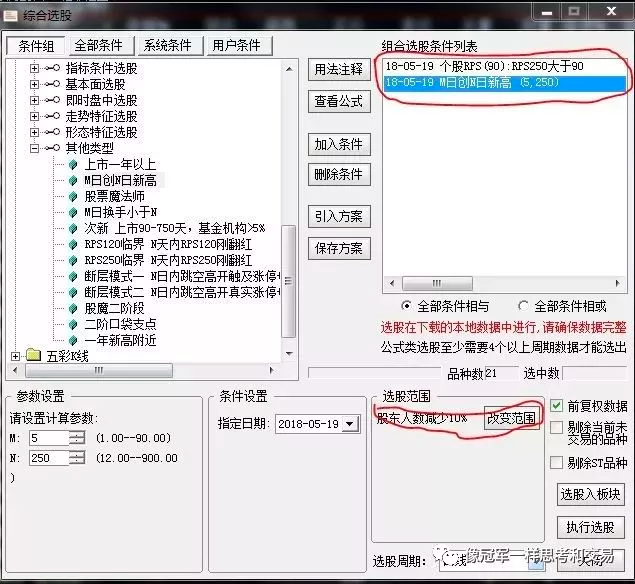 综合选股
条件组 全部条件 系统条件 用户条件
指标条件选股
基本面选股
即时盘中选股
走势特征选股
形态特征选股
其他类型
上市一年以上
M日创N日新高
股票魔法师
M日换手小于N
次新 上市90-750天，基金机构>5%
RPS120临界 N天内RPS120刚翻红
RPS250临界 N天内RPS250刚翻红
断层模式一 N日内跳空高开触及涨停
断层模式二 N日内跳空高开真实涨停
股魔二阶段
二阶口袋支点
一年新高附近
五彩K线
用法注释
查看公式
加入条件
删除条件
引入方案
保存方案
组合选股条件列表
18-05-19 个股RPS(90):RPS250大于90
18-05-19 M日创N日新高 (5,250)
全部条件相与 全部条件相或
选股在下载的本地数据中进行,请确保数据完整
公式类选股至少需要4个以上周期数据才能选出
品种数21 选中数
参数设置
请设置计算参数:
M: 5 (1.00--90.00)
N: 250 (12.00--900.00
)
条件设置
指定日期: 2018-05-19
选股范围
股东人数减少10% 改变范围
前复权数据
剔除当前未
交易的品种
剔除ST品种
选股入板块
执行选股
选股周期:
关闭
像冠军一样思考和交易